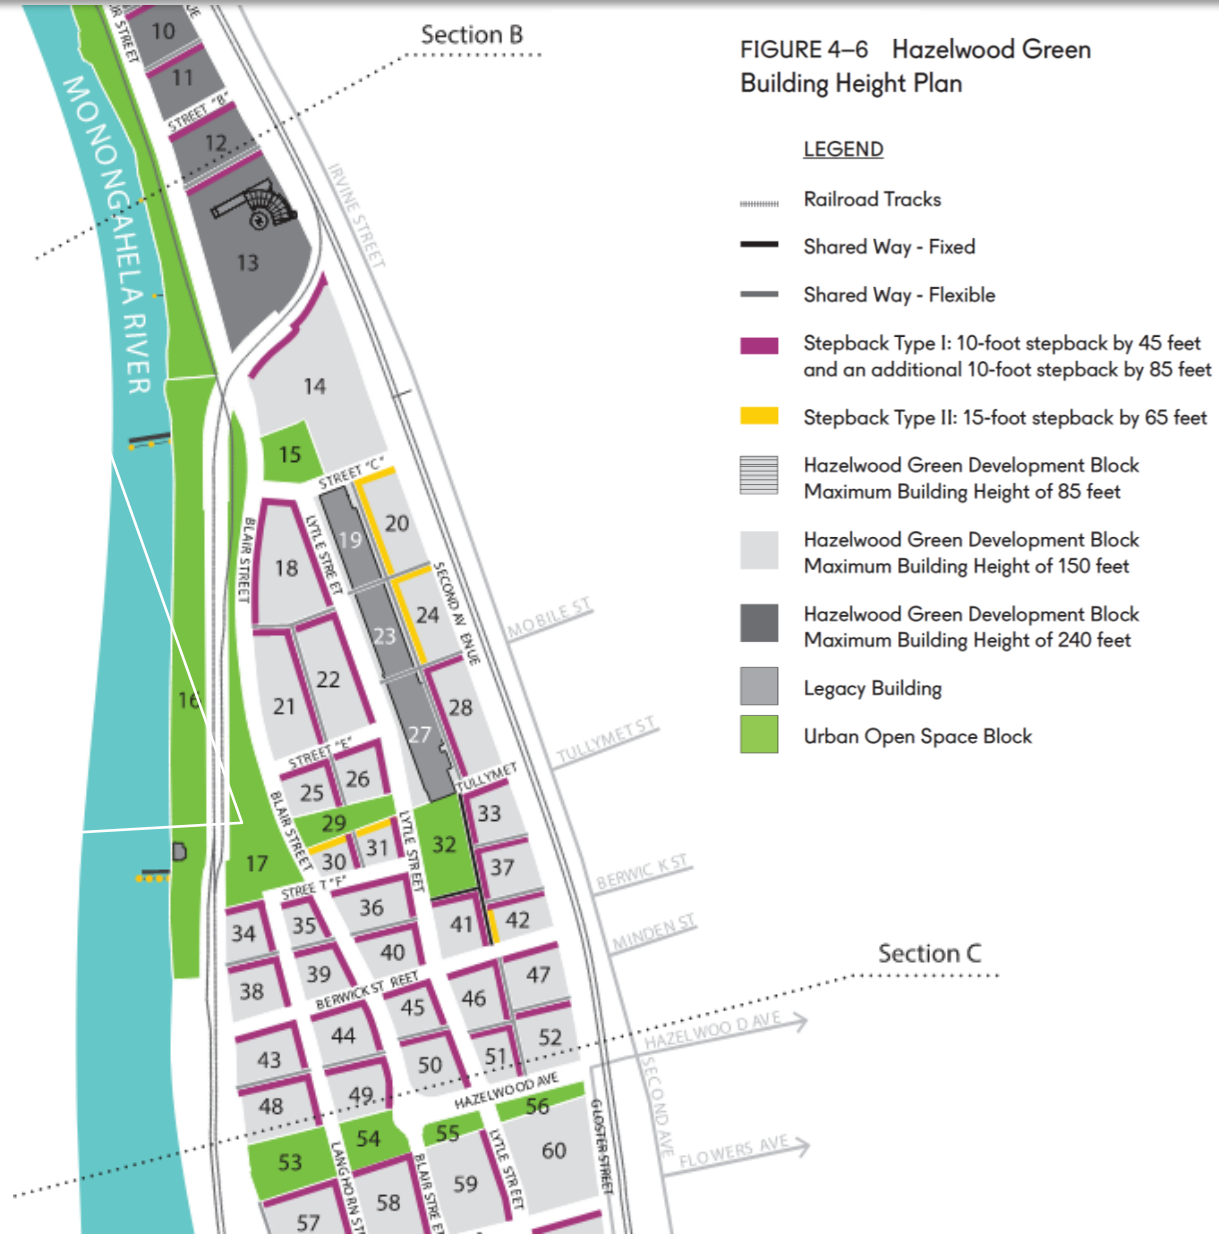 FIGURE 4–6 Hazelwood Green
Building Height Plan
LEGEND
Railroad Tracks
Shared Way - Fixed
Shared Way - Flexible
Stepback Type I: 10-foot stepback by 45 feet
and an additional 10-foot stepback by 85 feet
Stepback Type II: 15-foot stepback by 65 feet
Hazelwood Green Development Block
Maximum Building Height of 85 feet
Hazelwood Green Development Block
Maximum Building Height of 150 feet
Hazelwood Green Development Block
Maximum Building Height of 240 feet
Legacy Building
Urban Open Space Block
Section B
10
11
STREET "B"
12
13
MONONGAHELA RIVER
IRVINE STREET
14
15
STREET "C"
19
20
BLAIR STREET
LYTLE STREET
18
SECOND AVENUE
24
23
MOBILE ST
22
21
16
28
27
TULLYMET ST.
STREET "E"
26
25
TULLYMET
BLAIR STREET
29
LYTLE STREET
33
32
31
30
17
37
BERWICK ST
STREET "F"
36
35
34
41
42
MINDEN ST
40
39
38
Section C
47
BERWICK STREET
46
45
44
43
52
51
50
49
48
HAZELWOOD AVE
HAZELWOOD AVE
SECOND AVE
GLOSTER STREET
56
55
54
53
LANGHORN ST
BLAIR STREET
LYTLE STREET
60
59
58
57
FLOWERS AVE